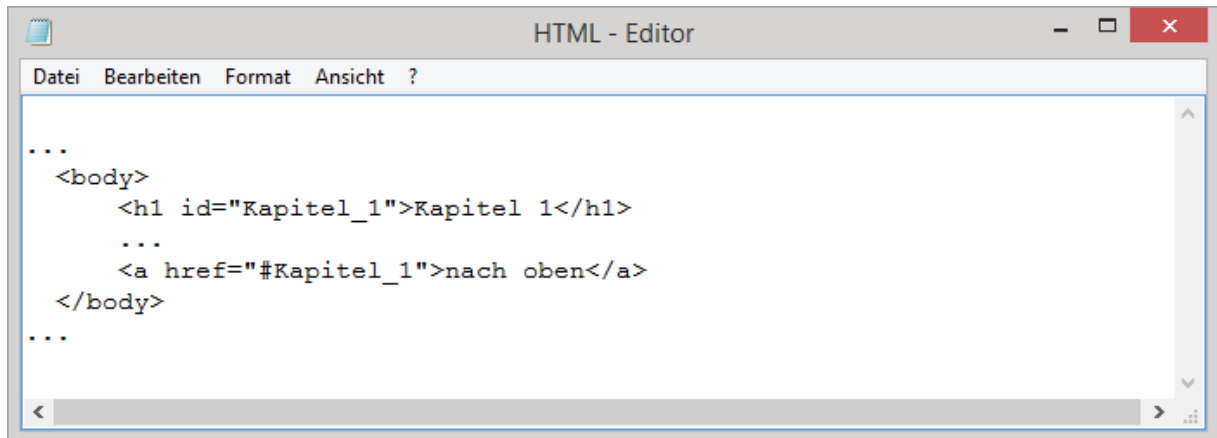 HTML - Editor
Datei Bearbeiten Format Ansicht ?
...
<body>
<h1 id="Kapitel_1">Kapitel 1</h1>
...
<a href="#Kapitel_1">nach oben</a>
</body>
...